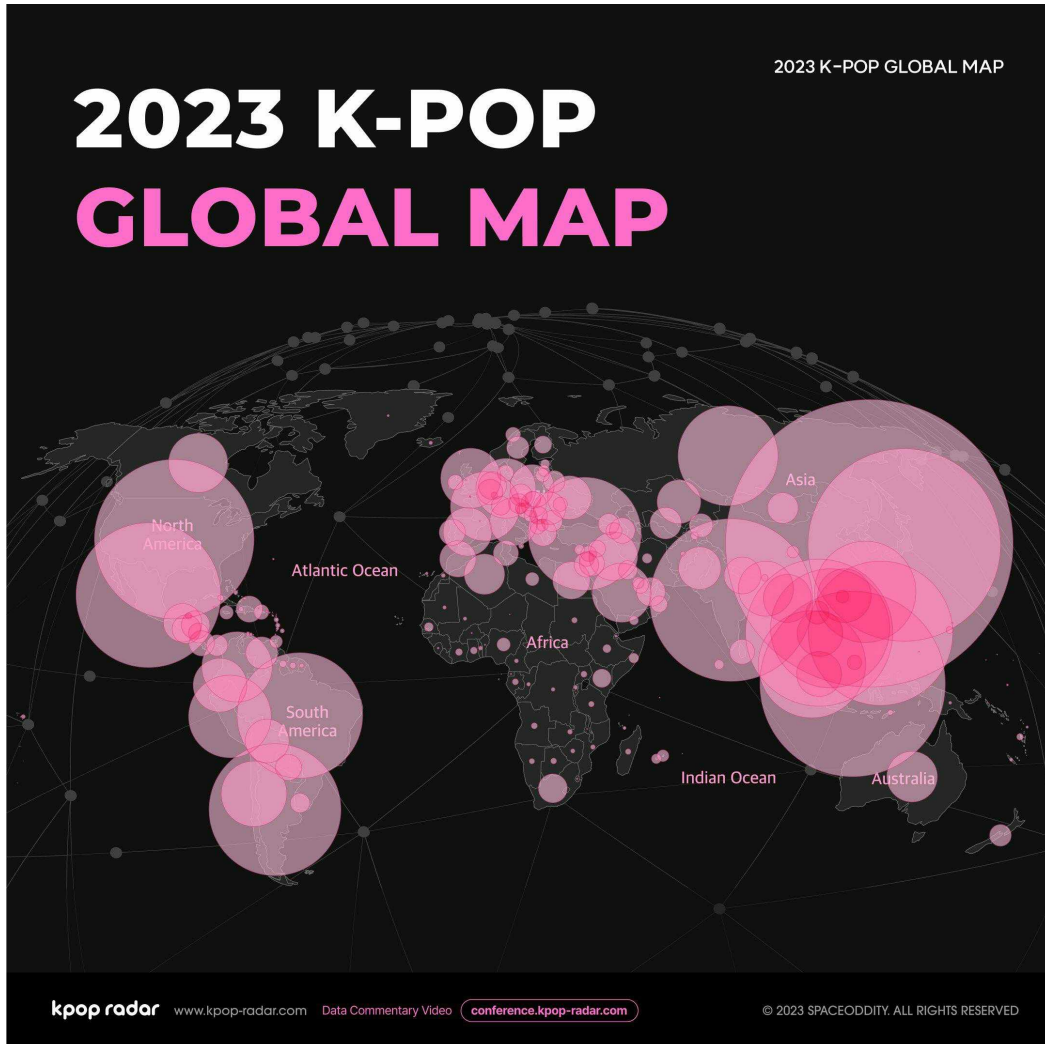 2023 K-POP GLOBAL MAP
2023 K-POP
GLOBAL MAP
Asia
North
America
Atlantic Ocean
Africa
South
America
Indian Ocean
Australia
kpop radar www.kpop-radar.com Data Commentary Video conference.kpop-radar.com © 2023 SPACEODDITY. ALL RIGHTS RESERVED